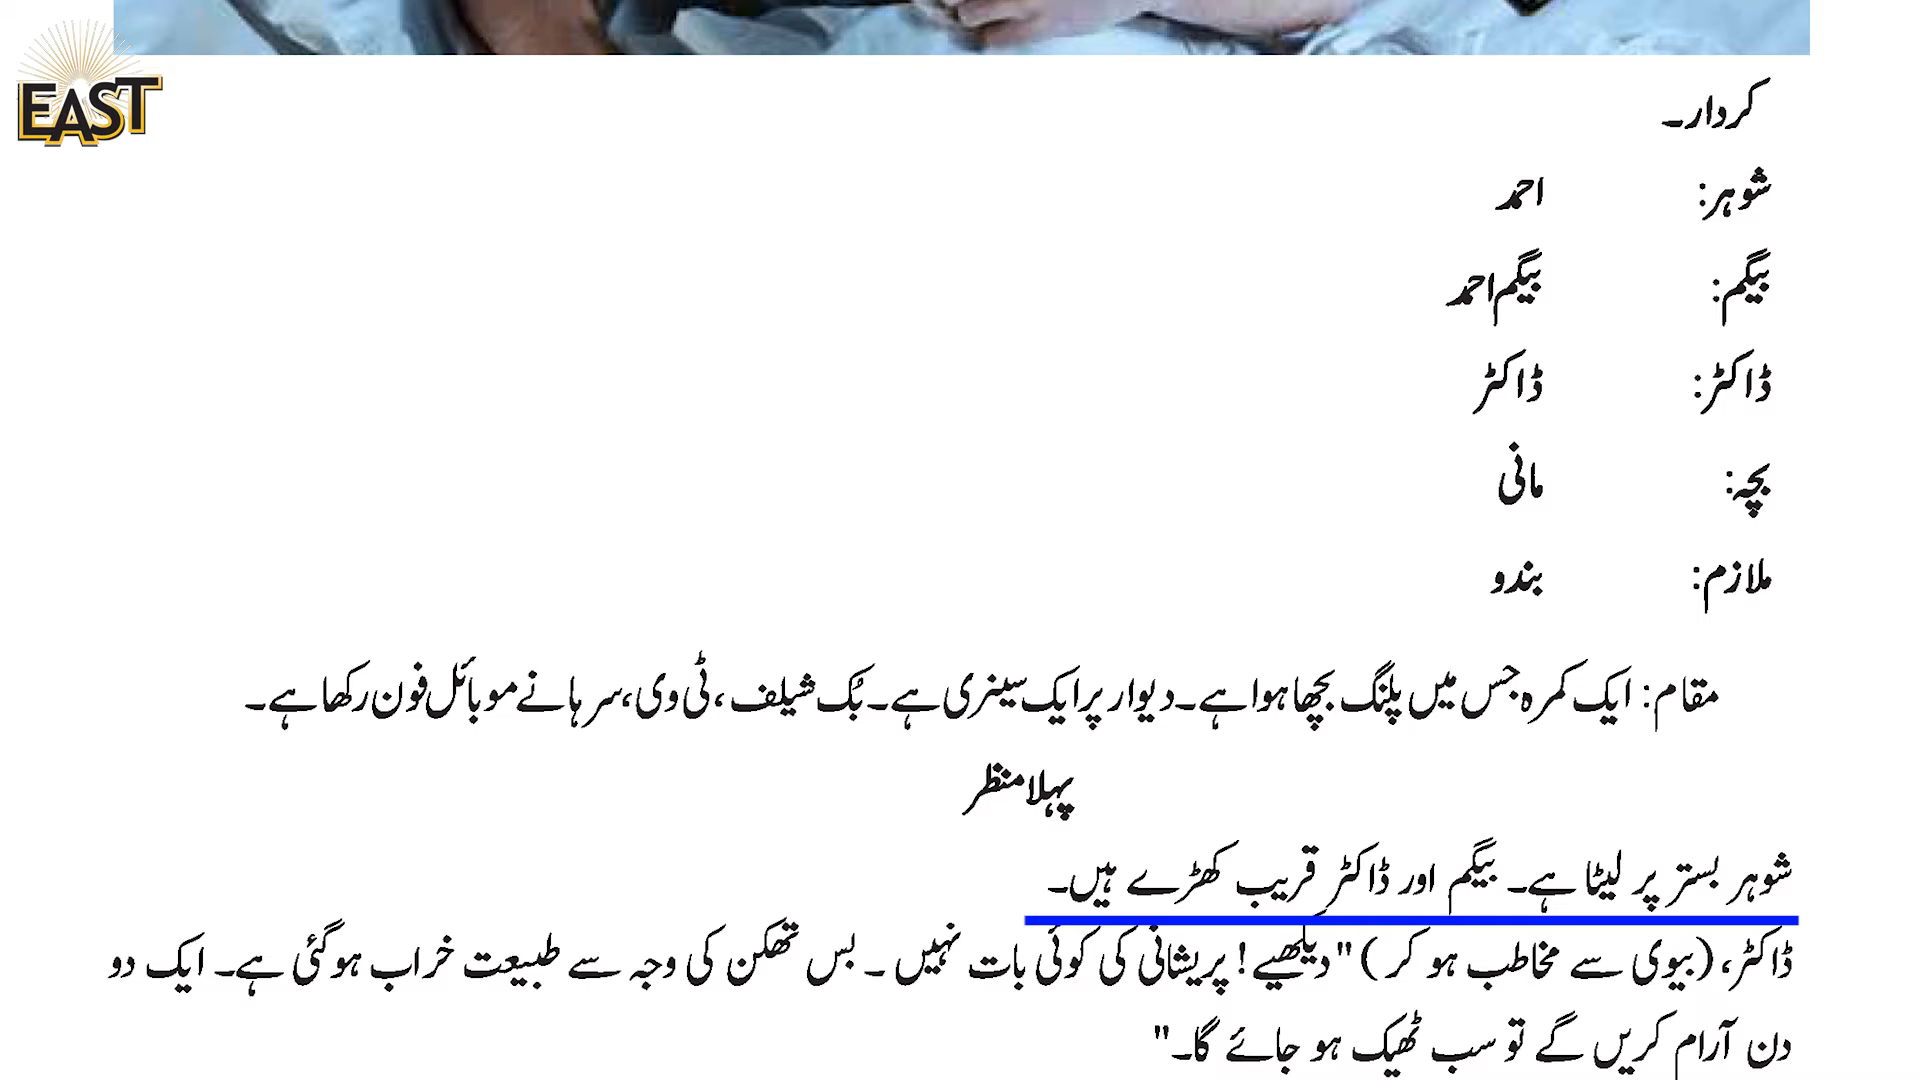 EAST
کردار۔
شوہر: احمد
بیگم: بیگم احمد
ڈاکٹر: ڈاکٹر
بچہ: مانی
ملازم: بندو
مقام: ایک کمرہ جس میں پلنگ بچھا ہوا ہے۔ دیوار پر ایک سینری ہے۔ بُک شیلف، ٹی وی، سرہانے موبائل فون رکھا ہے۔
پہلا منظر
شوہر بستر پر لیٹا ہے۔ بیگم اور ڈاکٹر قریب کھڑے ہیں۔
ڈاکٹر، (بیوی سے مخاطب ہو کر) "دیکھیے! پریشانی کی کوئی بات نہیں۔ بس تھکن کی وجہ سے طبیعت خراب ہوگئی ہے۔ ایک دو
دن آرام کریں گے تو سب ٹھیک ہو جائے گا۔"